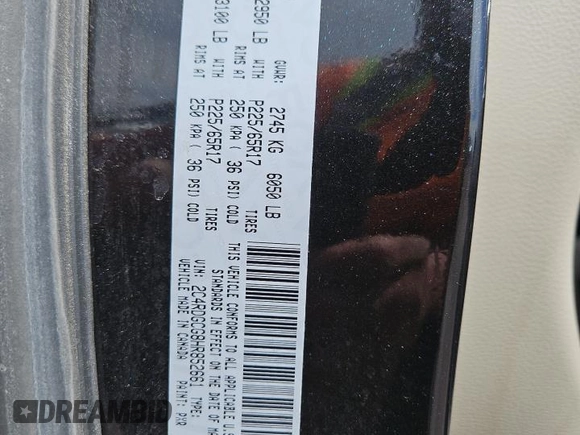 GVWR: 2745 KG 6050 LB
2950 LB WITH P225/65R17 TIRES
RIMS AT 250 KPA ( 36 PSI) COLD
3100 LB WITH P225/65R17 TIRES
RIMS AT 250 KPA ( 36 PSI) COLD
THIS VEHICLE CONFORMS TO ALL APPLICABLE U.S
STANDARDS IN EFFECT ON THE DATE OF MA
VIN: 2C4RDGCG8HR852661 TYPE:
VEHICLE MADE IN CANADA PAINT: PXR
DREAMBID